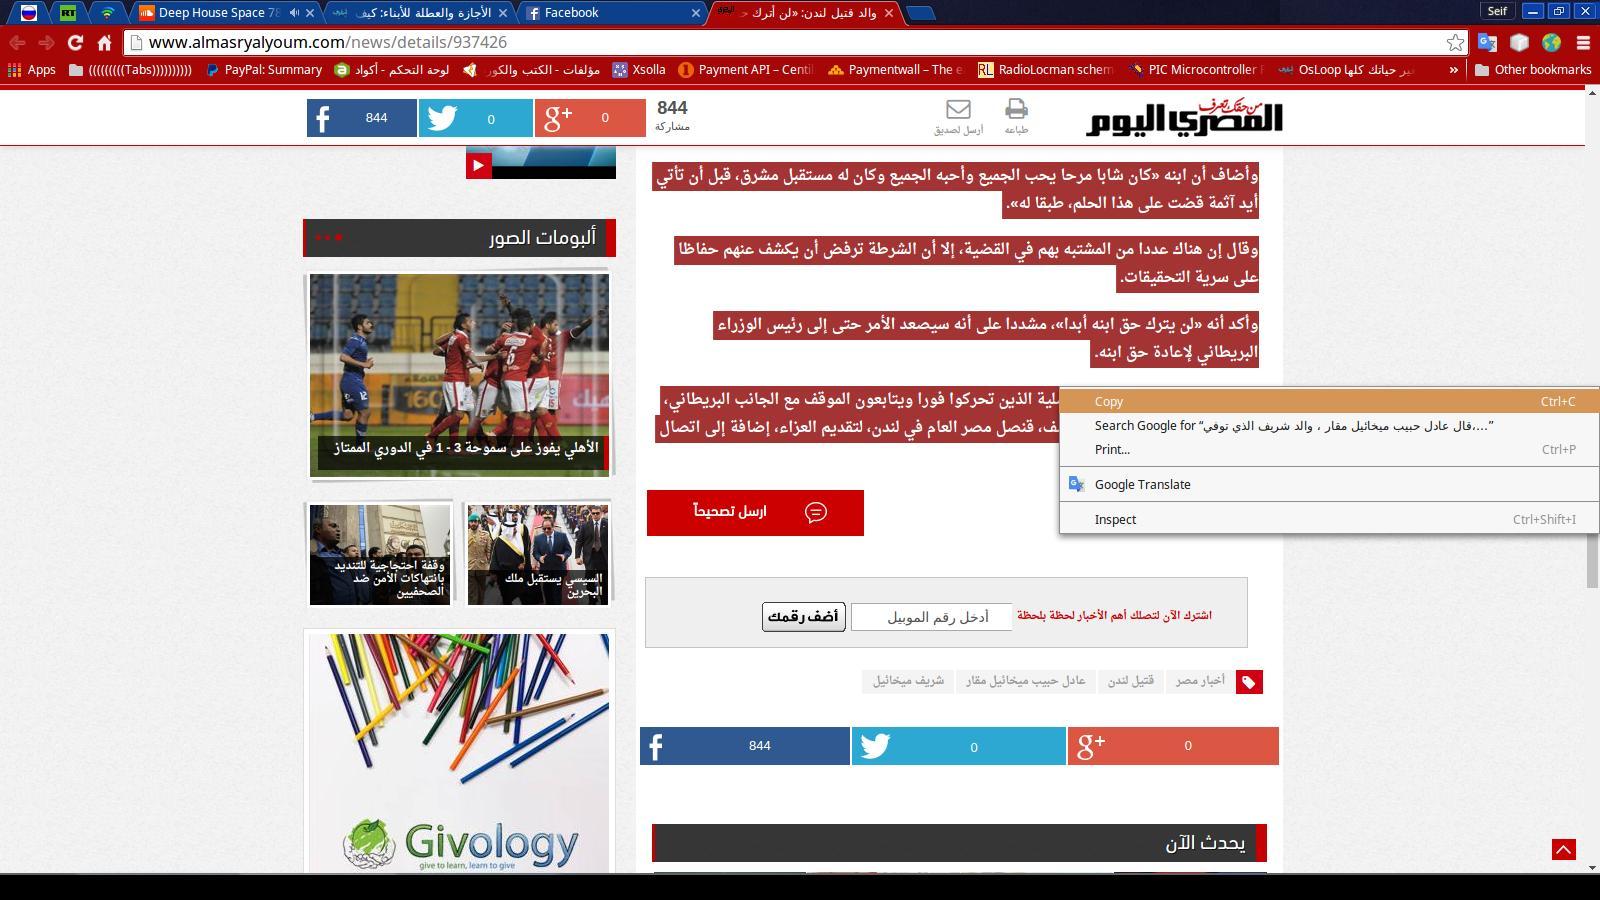 Deep House Space 78
الأجازة والعطلة للأبناء: كيف
Facebook
والد قتيل لندن: «لن أترك
Seif
www.almasryalyoum.com/news/details/937426
Apps
(((((((((Tabs))))))))))
PayPal: Summary
لوحة التحكم - أكواد
مؤلفات - الكتب والكور
Xsolla
Payment API – Centi
Paymentwall – The e
RadioLocman schem
PIC Microcontroller F
OsLoop غير حياتك كلها
»
Other bookmarks
844
0
0
844
مشاركة
أرسل لصديق
طباعه
من حقك تعرف
المصري اليوم
وأضاف أن ابنه «كان شابا مرحا يحب الجميع وأحبه الجميع وكان له مستقبل مشرق، قبل أن تأتي
أيد آثمة قضت على هذا الحلم، طبقا له».
وقال إن هناك عددا من المشتبه بهم في القضية، إلا أن الشرطة ترفض أن يكشف عنهم حفاظا
على سرية التحقيقات.
وأكد أنه «لن يترك حق ابنه أبدا»، مشددا على أنه سيصعد الأمر حتى إلى رئيس الوزراء
البريطاني لإعادة حق ابنه.
الذين تحركوا فورا ويتابعون الموقف مع الجانب البريطاني،
قنصل مصر العام في لندن، لتقديم العزاء، إضافة إلى اتصال
Copy Ctrl+C
Search Google for “قال عادل حبيب ميخائيل مقار ، والد شريف الذي توفي،...”
Print... Ctrl+P
Google Translate
Inspect Ctrl+Shift+I
ارسل تصحيحاً
اشترك الآن لتصلك أهم الأخبار لحظة بلحظة
أدخل رقم الموبيل
أضف رقمك
أخبار مصر
قتيل لندن
عادل حبيب ميخائيل مقار
شريف ميخائيل
844
0
0
يحدث الآن
ألبومات الصور
الأهلي يفوز على سموحة 3 - 1 في الدوري الممتاز
السيسي يستقبل ملك
البحرين
وقفة احتجاجية للتنديد
بانتهاكات الأمن ضد
الصحفيين
Givology
give to learn, learn to give